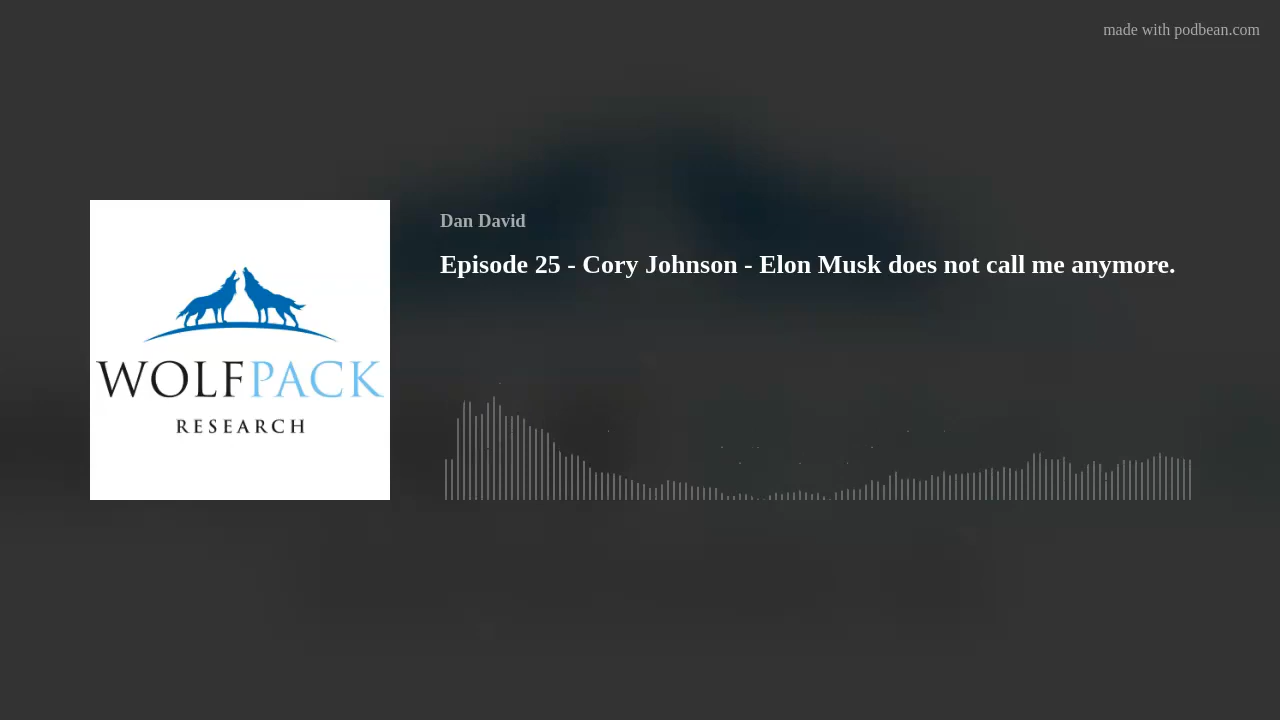 made with podbean.com
Dan David
Episode 25 - Cory Johnson - Elon Musk does not call me anymore.
WOLFPACK
RESEARCH